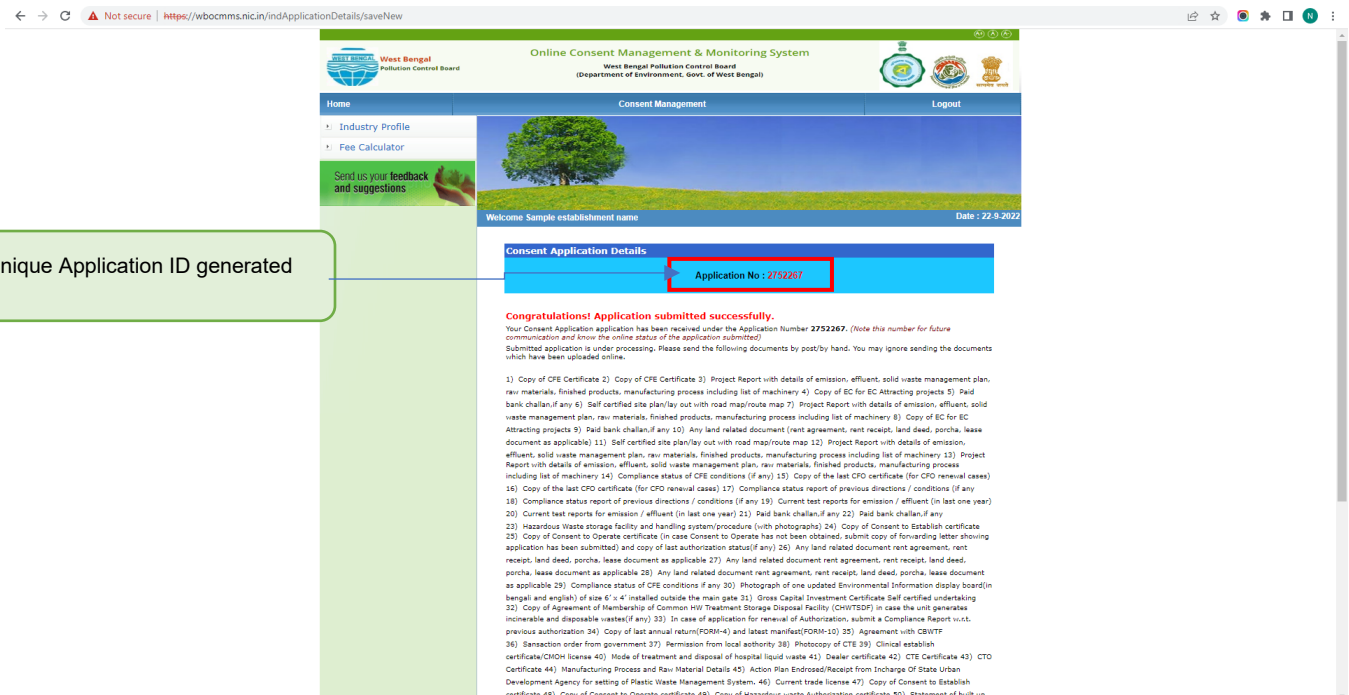 Not secure | https://wbocmms.nic.in/indApplicationDetails/saveNew
N
A+ A A-
WEST BENGAL
West Bengal
Pollution Control Board
Online Consent Management & Monitoring System
West Bengal Pollution Control Board
(Department of Environment, Govt. of West Bengal)
सत्यमेव जयते
Home
Consent Management
Logout
Industry Profile
Fee Calculator
Send us your feedback
and suggestions
Welcome Sample establishment name
Date : 22-9-2022
nique Application ID generated
Consent Application Details
Application No : 2752267
Congratulations! Application submitted successfully.
Your Consent Application application has been received under the Application Number 2752267. (Note this number for future
communication and know the online status of the application submitted)
Submitted application is under processing. Please send the following documents by post/by hand. You may ignore sending the documents
which have been uploaded online.
1) Copy of CFE Certificate 2) Copy of CFE Certificate 3) Project Report with details of emission, effluent, solid waste management plan,
raw materials, finished products, manufacturing process including list of machinery 4) Copy of EC for EC Attracting projects 5) Paid
bank challan,if any 6) Self certified site plan/lay out with road map/route map 7) Project Report with details of emission, effluent, solid
waste management plan, raw materials, finished products, manufacturing process including list of machinery 8) Copy of EC for EC
Attracting projects 9) Paid bank challan,if any 10) Any land related document (rent agreement, rent receipt, land deed, porcha, lease
document as applicable) 11) Self certified site plan/lay out with road map/route map 12) Project Report with details of emission,
effluent, solid waste management plan, raw materials, finished products, manufacturing process including list of machinery 13) Project
Report with details of emission, effluent, solid waste management plan, raw materials, finished products, manufacturing process
including list of machinery 14) Compliance status of CFE conditions (if any) 15) Copy of the last CFO certificate (for CFO renewal cases)
16) Copy of the last CFO certificate (for CFO renewal cases) 17) Compliance status report of previous directions / conditions (if any
18) Compliance status report of previous directions / conditions (if any 19) Current test reports for emission / effluent (in last one year)
20) Current test reports for emission / effluent (in last one year) 21) Paid bank challan,if any 22) Paid bank challan,if any
23) Hazardous Waste storage facility and handling system/procedure (with photographs) 24) Copy of Consent to Establish certificate
25) Copy of Consent to Operate certificate (in case Consent to Operate has not been obtained, submit copy of forwarding letter showing
application has been submitted) and copy of last authorization status(if any) 26) Any land related document rent agreement, rent
receipt, land deed, porcha, lease document as applicable 27) Any land related document rent agreement, rent receipt, land deed,
porcha, lease document as applicable 28) Any land related document rent agreement, rent receipt, land deed, porcha, lease document
as applicable 29) Compliance status of CFE conditions if any 30) Photograph of one updated Environmental Information display board(in
bengali and english) of size 6' x 4' installed outside the main gate 31) Gross Capital Investment Certificate Self certified undertaking
32) Copy of Agreement of Membership of Common HW Treatment Storage Disposal Facility (CHWTSDF) in case the unit generates
incinerable and disposable wastes(if any) 33) In case of application for renewal of Authorization, submit a Compliance Report w.r.t.
previous authorization 34) Copy of last annual return(FORM-4) and latest manifest(FORM-10) 35) Agreement with CBWTF
36) Sansaction order from government 37) Permission from local aothority 38) Photocopy of CTE 39) Clinical establish
certificate/CMOH license 40) Mode of treatment and disposal of hospital liquid waste 41) Dealer certificate 42) CTE Certificate 43) CTO
Certificate 44) Manufacturing Process and Raw Material Details 45) Action Plan Endrosed/Receipt from Incharge Of State Urban
Development Agency for setting of Plastic Waste Management System. 46) Current trade license 47) Copy of Consent to Establish
certificate 48) Copy of Consent to Operate certificate 49) Copy of Hazardous waste Authorization certificate 50) Statement of built up